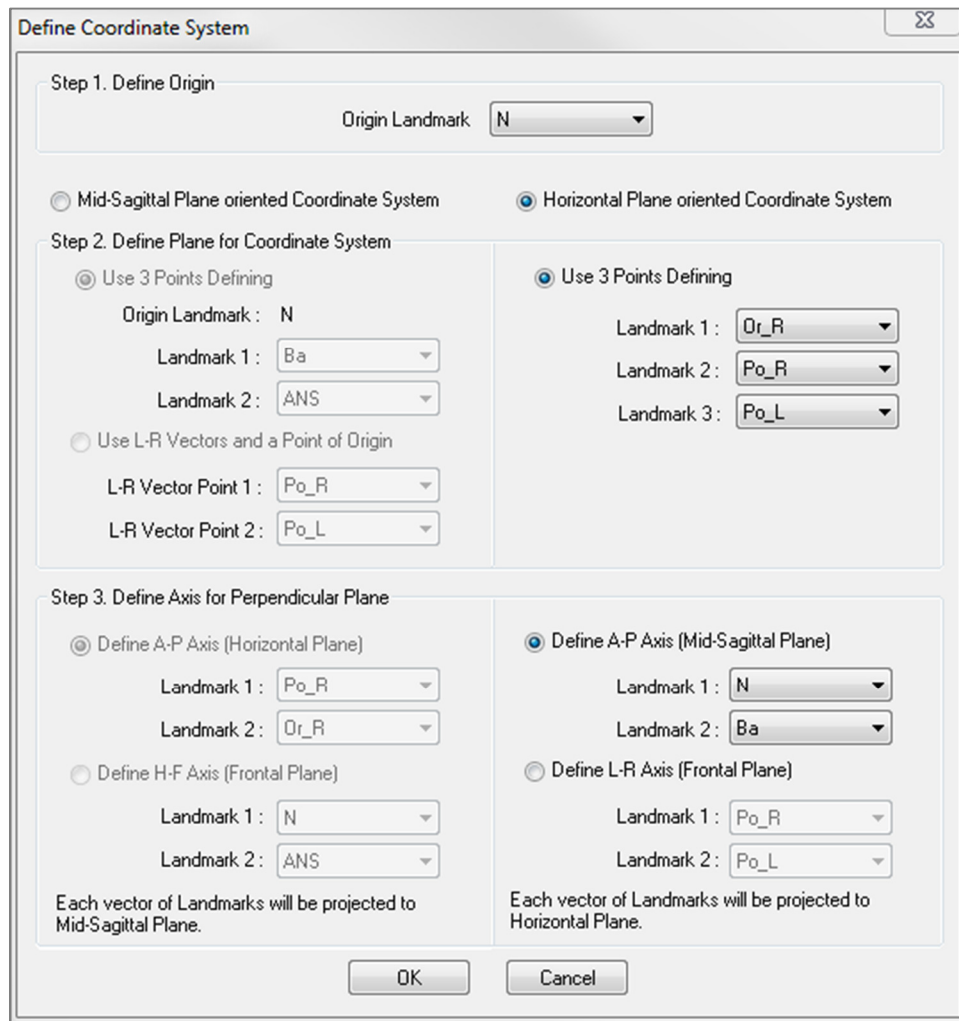 Define Coordinate System
Step 1. Define Origin
Origin Landmark N
Mid-Sagittal Plane oriented Coordinate System
Horizontal Plane oriented Coordinate System
Step 2. Define Plane for Coordinate System
Use 3 Points Defining
Origin Landmark : N
Landmark 1 : Ba
Landmark 2 : ANS
Use L-R Vectors and a Point of Origin
L-R Vector Point 1 : Po_R
L-R Vector Point 2 : Po_L
Use 3 Points Defining
Landmark 1 : Or_R
Landmark 2 : Po_R
Landmark 3 : Po_L
Step 3. Define Axis for Perpendicular Plane
Define A-P Axis (Horizontal Plane)
Landmark 1 : Po_R
Landmark 2 : Or_R
Define H-F Axis (Frontal Plane)
Landmark 1 : N
Landmark 2 : ANS
Each vector of Landmarks will be projected to
Mid-Sagittal Plane.
Define A-P Axis (Mid-Sagittal Plane)
Landmark 1 : N
Landmark 2 : Ba
Define L-R Axis (Frontal Plane)
Landmark 1 : Po_R
Landmark 2 : Po_L
Each vector of Landmarks will be projected to
Horizontal Plane.
OK
Cancel